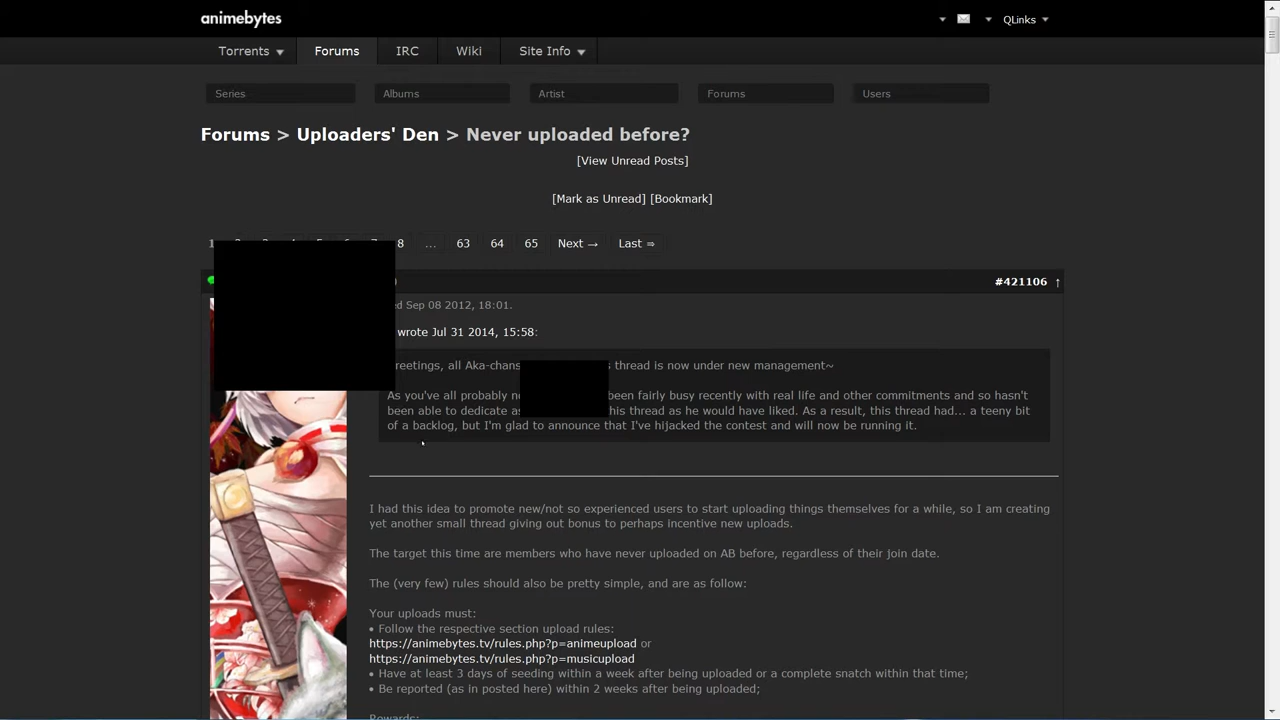 animebytes
QLinks
Torrents Forums IRC Wiki Site Info
Series Albums Artist Forums Users
Forums > Uploaders' Den > Never uploaded before?
[View Unread Posts]
[Mark as Unread] [Bookmark]
1 8 ... 63 64 65 Next → Last ⇒
#421106 ↑
Sep 08 2012, 18:01.
wrote Jul 31 2014, 15:58:
reetings, all Aka-chans thread is now under new management~
As you've all probably been fairly busy recently with real life and other commitments and so hasn't
been able to dedicate his thread as he would have liked. As a result, this thread had... a teeny bit
of a backlog, but I'm glad to announce that I've hijacked the contest and will now be running it.
I had this idea to promote new/not so experienced users to start uploading things themselves for a while, so I am creating
yet another small thread giving out bonus to perhaps incentive new uploads.
The target this time are members who have never uploaded on AB before, regardless of their join date.
The (very few) rules should also be pretty simple, and are as follow:
Your uploads must:
• Follow the respective section upload rules:
https://animebytes.tv/rules.php?p=animeupload or
https://animebytes.tv/rules.php?p=musicupload
• Have at least 3 days of seeding within a week after being uploaded or a complete snatch within that time;
• Be reported (as in posted here) within 2 weeks after being uploaded;
Rewards: